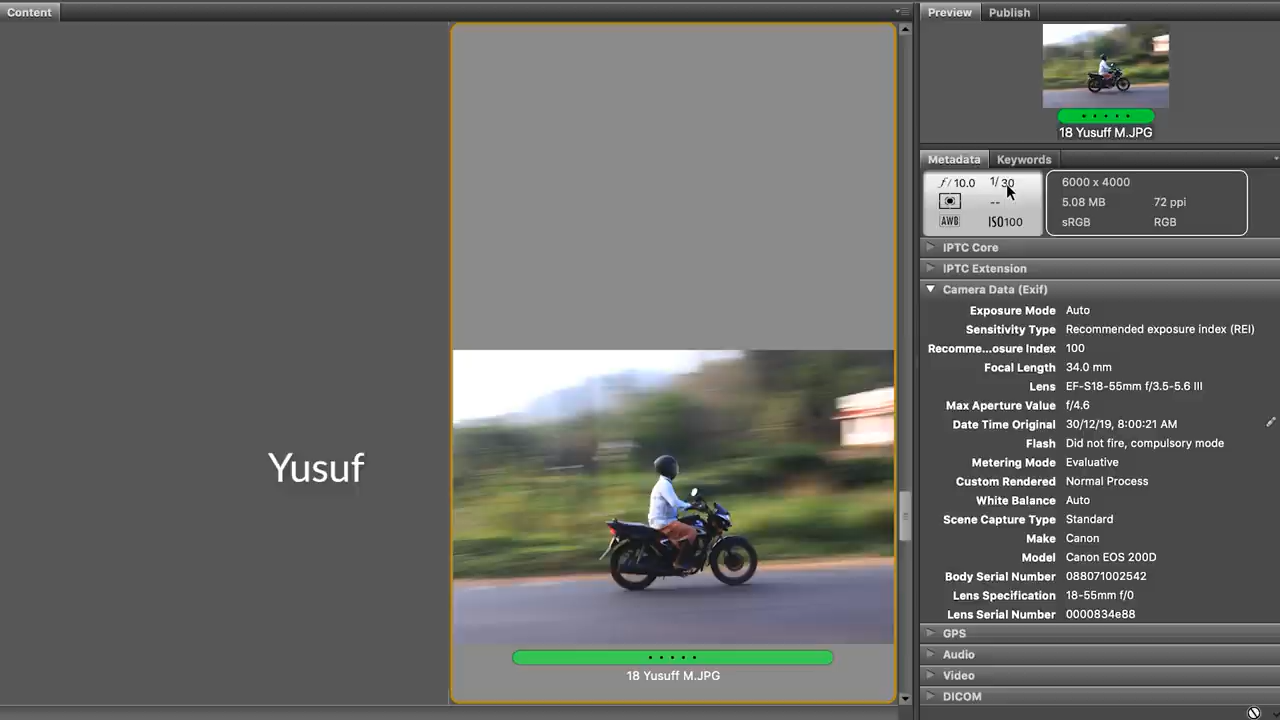 Content
Yusuf
18 Yusuff M.JPG
Preview
Publish
18 Yusuff M.JPG
Metadata
Keywords
f/10.0 1/30
--
AWB ISO100
6000 x 4000
5.08 MB 72 ppi
sRGB RGB
IPTC Core
IPTC Extension
Camera Data (Exif)
Exposure Mode Auto
Sensitivity Type Recommended exposure index (REI)
Recomme...osure Index 100
Focal Length 34.0 mm
Lens EF-S18-55mm f/3.5-5.6 III
Max Aperture Value f/4.6
Date Time Original 30/12/19, 8:00:21 AM
Flash Did not fire, compulsory mode
Metering Mode Evaluative
Custom Rendered Normal Process
White Balance Auto
Scene Capture Type Standard
Make Canon
Model Canon EOS 200D
Body Serial Number 088071002542
Lens Specification 18-55mm f/0
Lens Serial Number 0000834e88
GPS
Audio
Video
DICOM